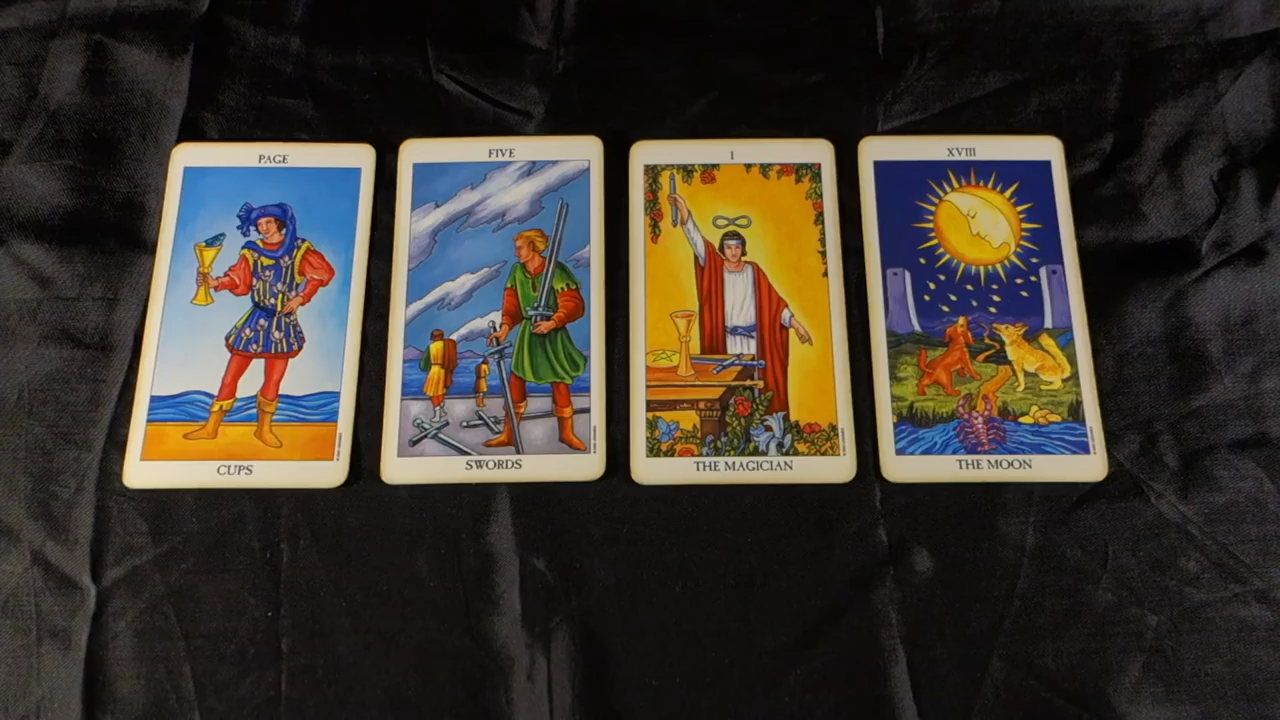 PAGE
CUPS
FIVE
SWORDS
I
THE MAGICIAN
XVIII
THE MOON